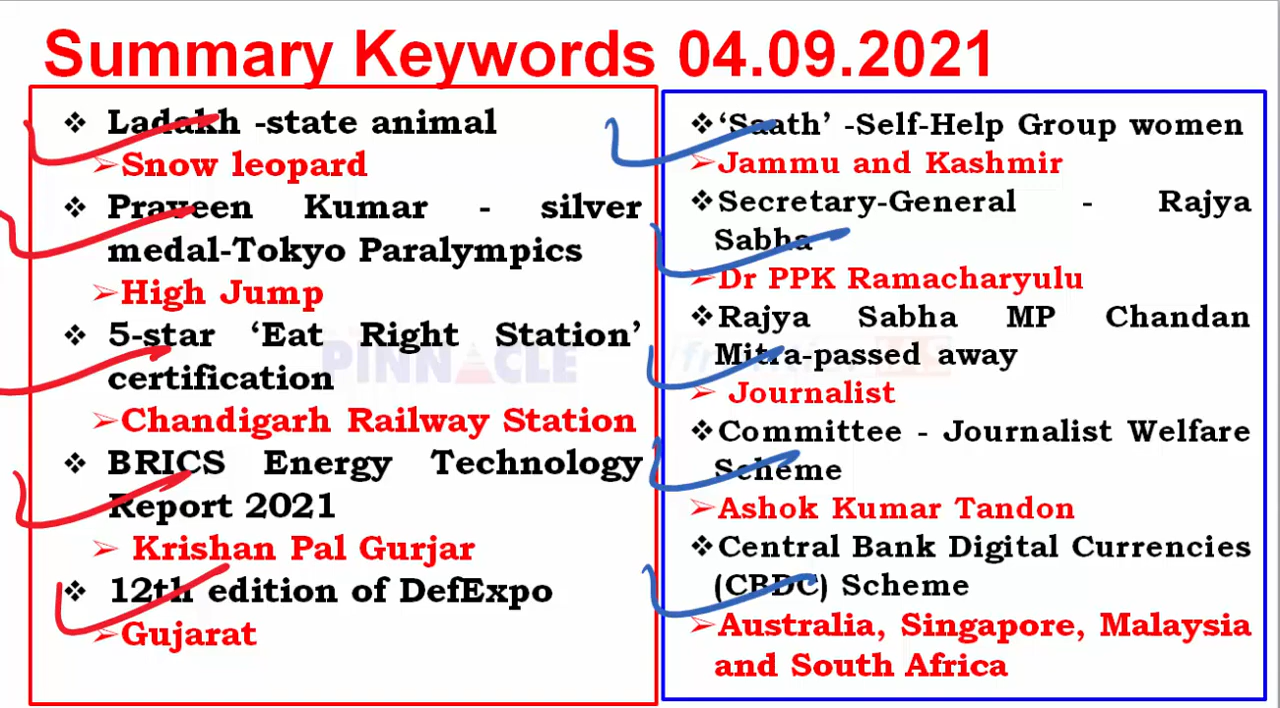 Summary Keywords 04.09.2021
❖ Ladakh -state animal
➢Snow leopard
❖ Praveen Kumar - silver
medal-Tokyo Paralympics
➢High Jump
❖ 5-star ‘Eat Right Station’
certification
➢Chandigarh Railway Station
❖ BRICS Energy Technology
Report 2021
➢ Krishan Pal Gurjar
❖ 12th edition of DefExpo
➢Gujarat
❖‘Saath’ -Self-Help Group women
➢Jammu and Kashmir
❖Secretary-General - Rajya
Sabha
➢Dr PPK Ramacharyulu
❖Rajya Sabha MP Chandan
Mitra-passed away
➢ Journalist
❖Committee - Journalist Welfare
Scheme
➢Ashok Kumar Tandon
❖Central Bank Digital Currencies
(CBDC) Scheme
➢Australia, Singapore, Malaysia
and South Africa
PINNACLE